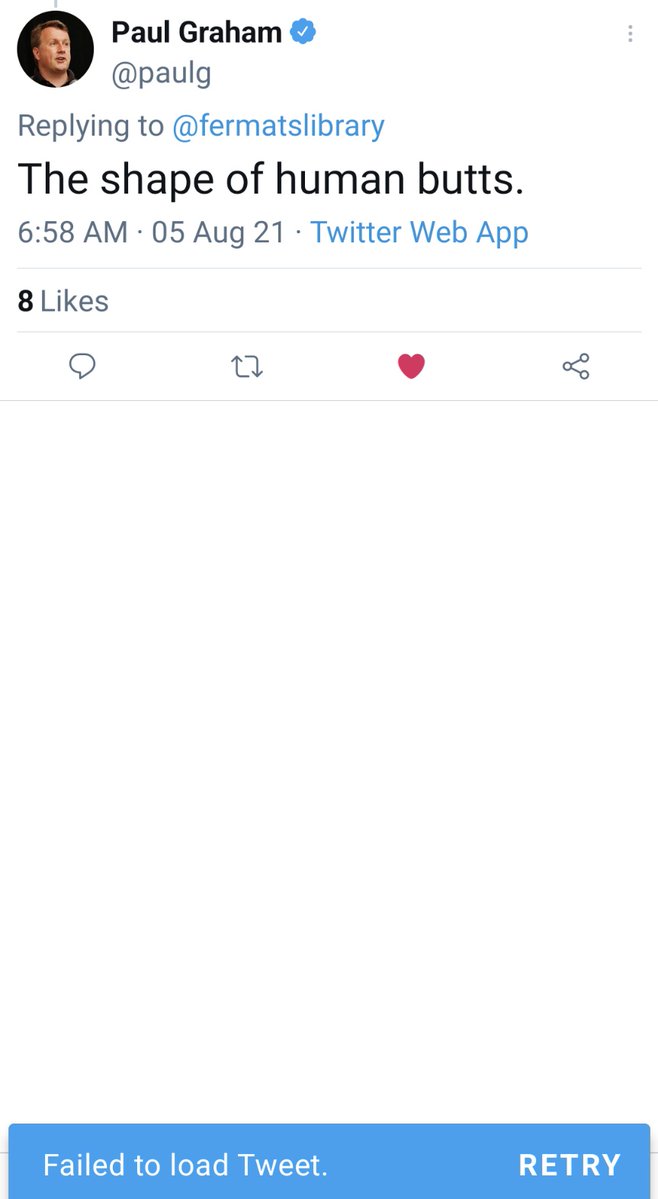 Paul Graham
@paulg
Replying to @fermatslibrary
The shape of human butts.
6:58 AM · 05 Aug 21 · Twitter Web App
8 Likes
Failed to load Tweet. RETRY